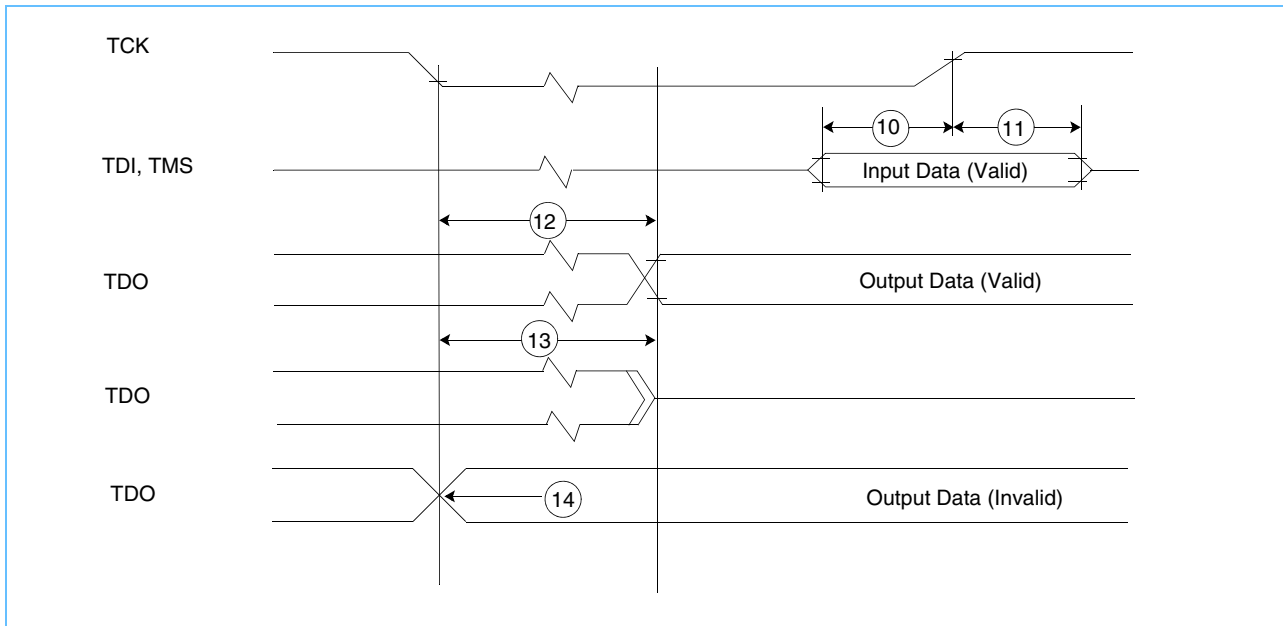 TCK
10
11
TDI, TMS
Input Data (Valid)
12
TDO
Output Data (Valid)
13
TDO
TDO
14
Output Data (Invalid)